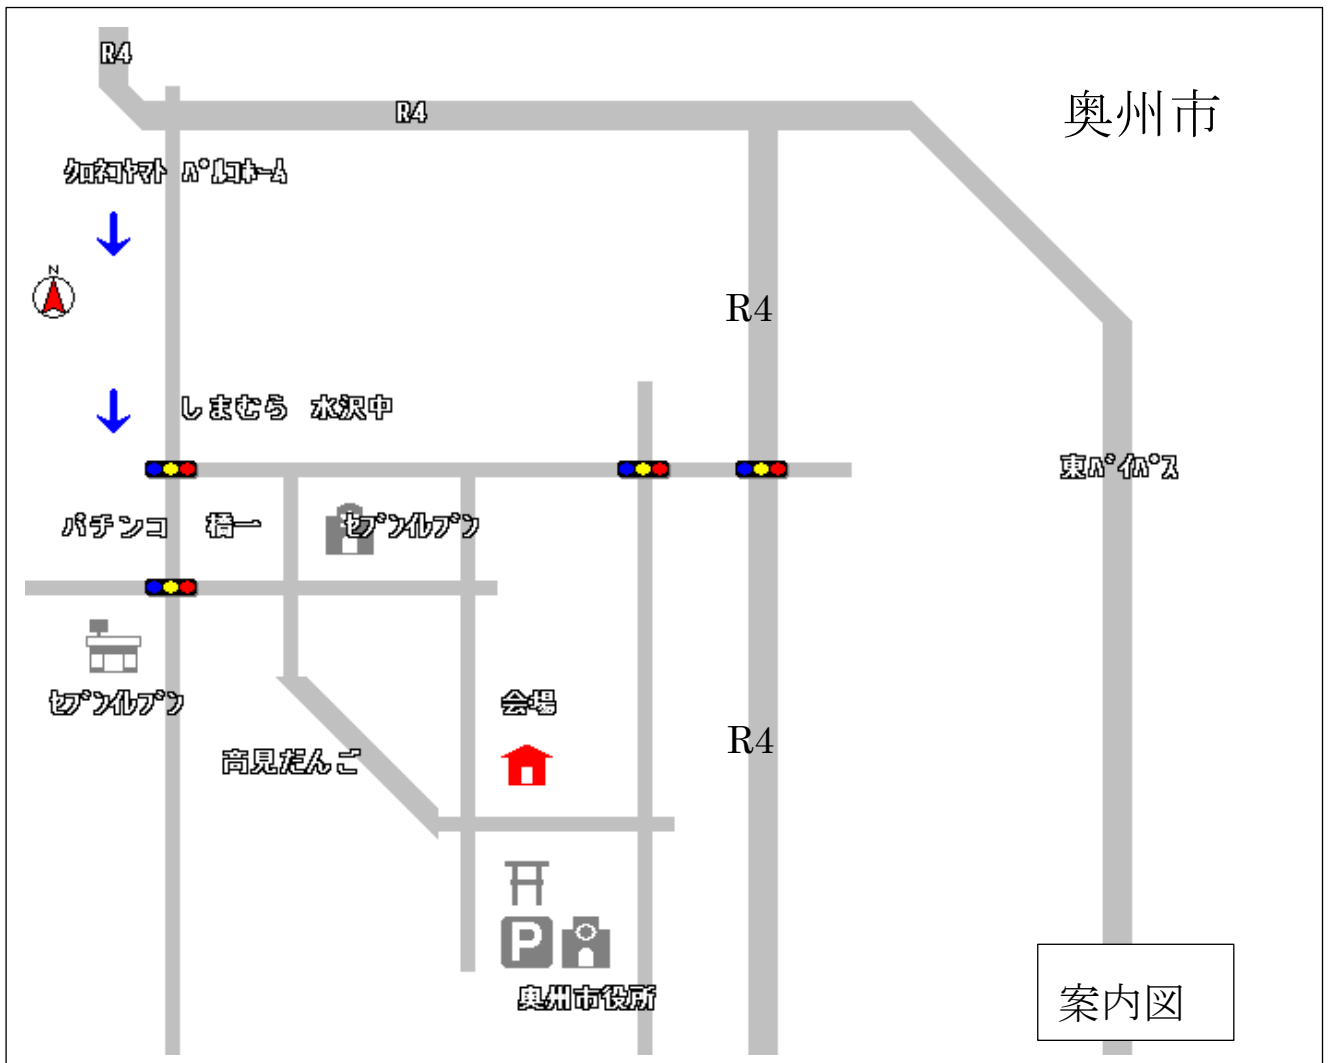 R4
R4
奥州市
ｸﾛﾈｺﾔﾏﾄ ﾊﾟﾙｺﾎｰﾑ
N
R4
しまむら 水沢中
東ﾊﾞｲﾊﾟｽ
パチンコ 橋一
ｾﾌﾞﾝｲﾚﾌﾞﾝ
ｾﾌﾞﾝｲﾚﾌﾞﾝ
会場
R4
高見だんご
P
奥州市役所
案内図